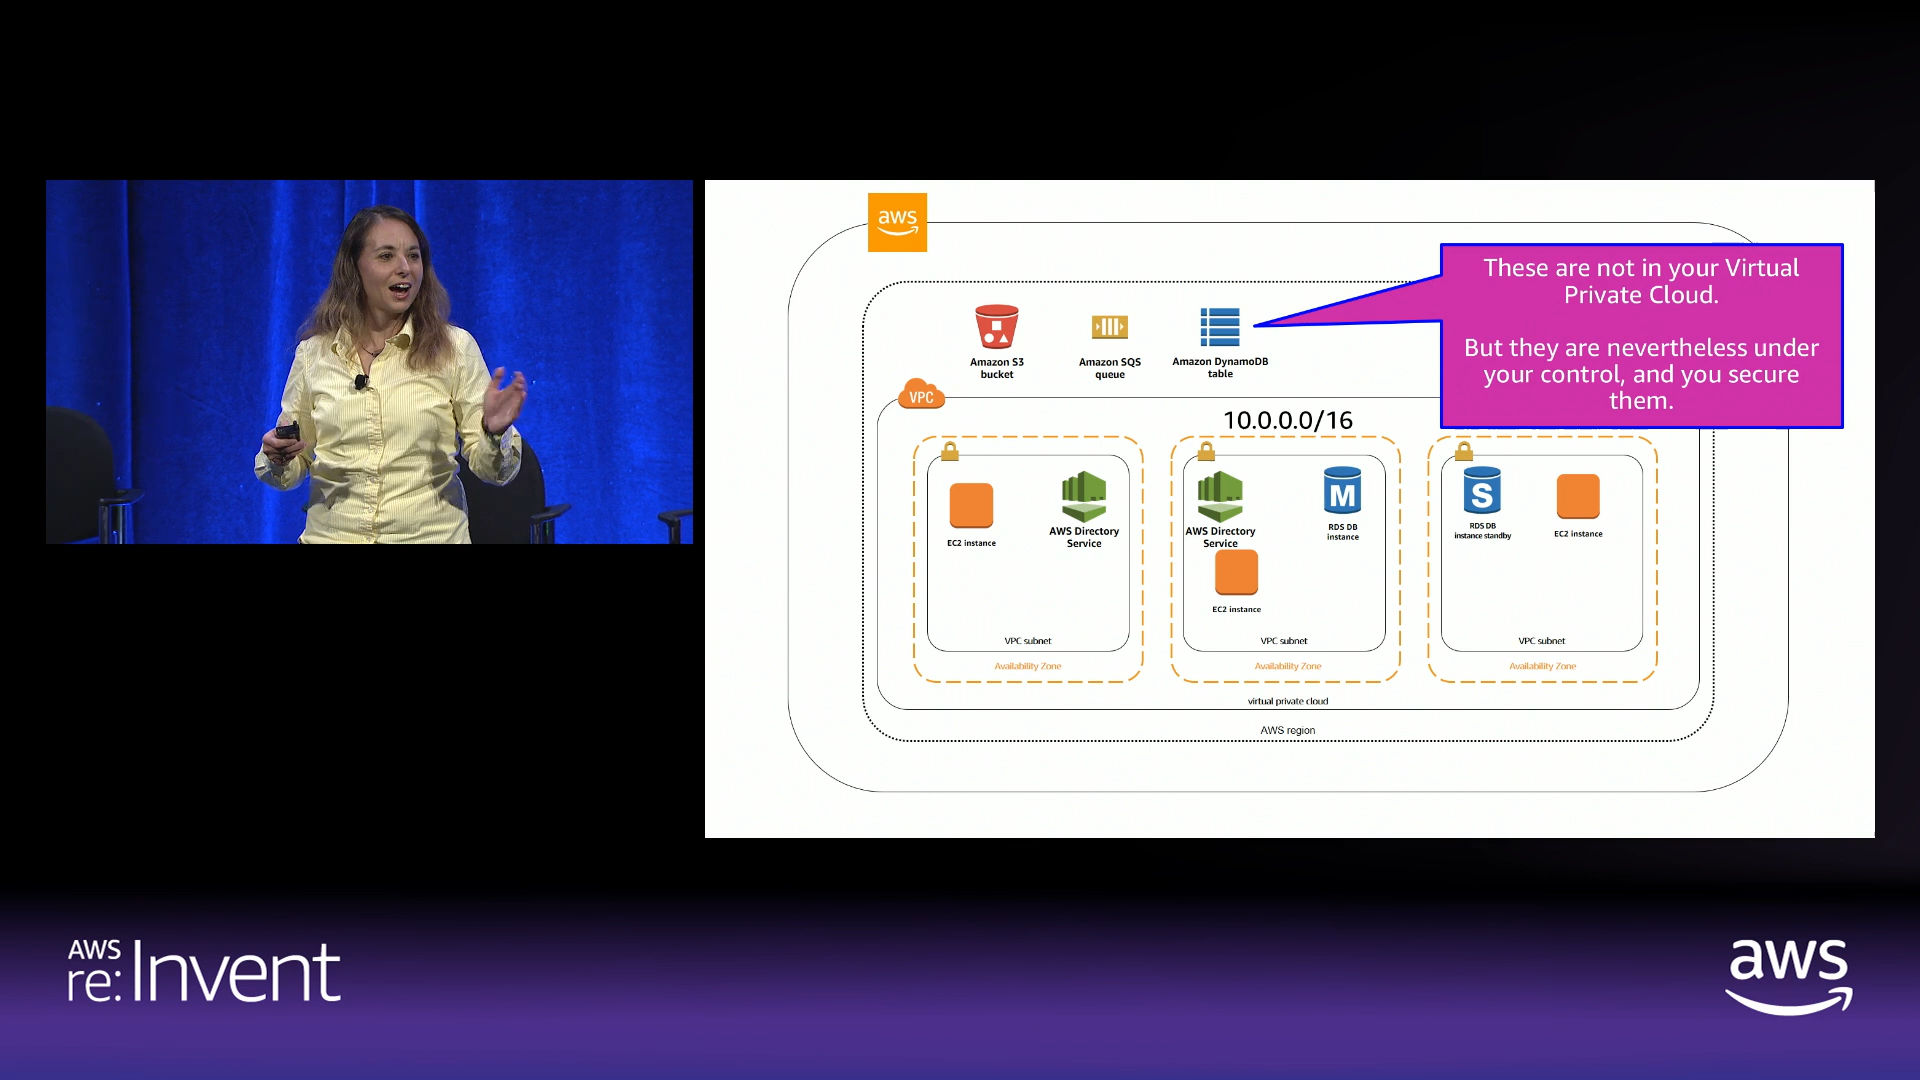 aws
These are not in your Virtual
Private Cloud.
But they are nevertheless under
your control, and you secure
them.
Amazon S3
bucket
Amazon SQS
queue
Amazon DynamoDB
table
VPC
10.0.0.0/16
EC2 instance
AWS Directory
Service
VPC subnet
Availability Zone
AWS Directory
Service
M
RDS DB
instance
EC2 instance
VPC subnet
Availability Zone
S
RDS DB
instance standby
EC2 instance
VPC subnet
Availability Zone
virtual private cloud
AWS region
AWS
re:Invent
aws